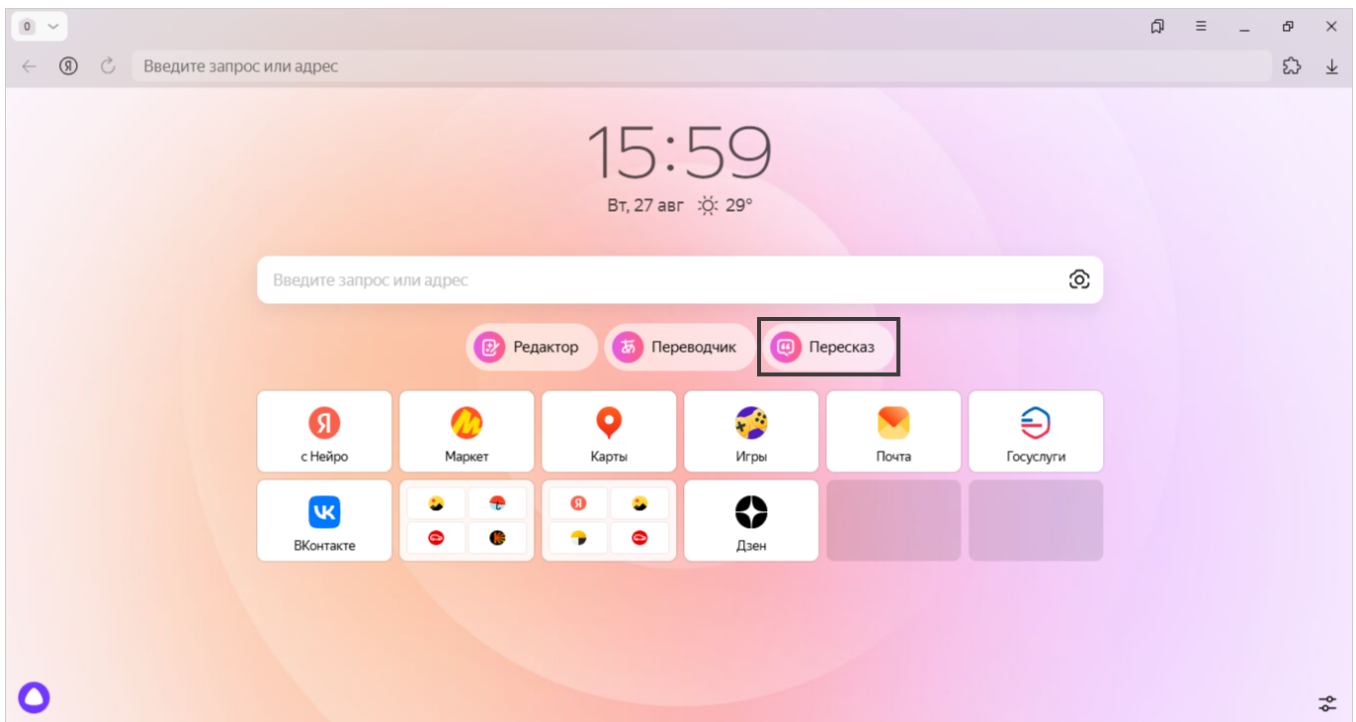 0
Введите запрос или адрес
15:59
Вт, 27 авг 29°
Введите запрос или адрес
Редактор Переводчик Пересказ
с Нейро Маркет Карты Игры Почта Госуслуги
ВКонтакте Дзен